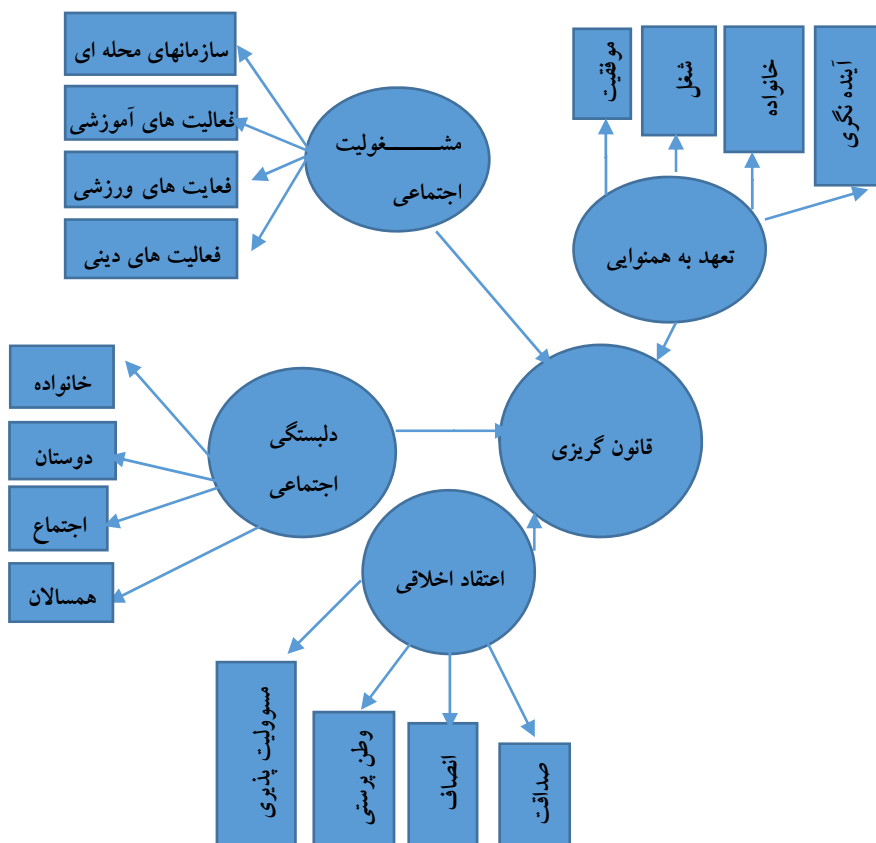 سازمانهای محله ای
فعالیت های آموزشی
فعایت های ورزشی
فعالیت های دینی
مشـــــــــغولیت
اجتماعی
موفقیت
شغل
خانواده
آینده نگری
تعهد به همنوایی
خانواده
دوستان
اجتماع
همسالان
دلبستگی
اجتماعی
قانون گریزی
اعتقاد اخلاقی
مسوولیت پذیری
وطن پرستی
انصاف
صداقت